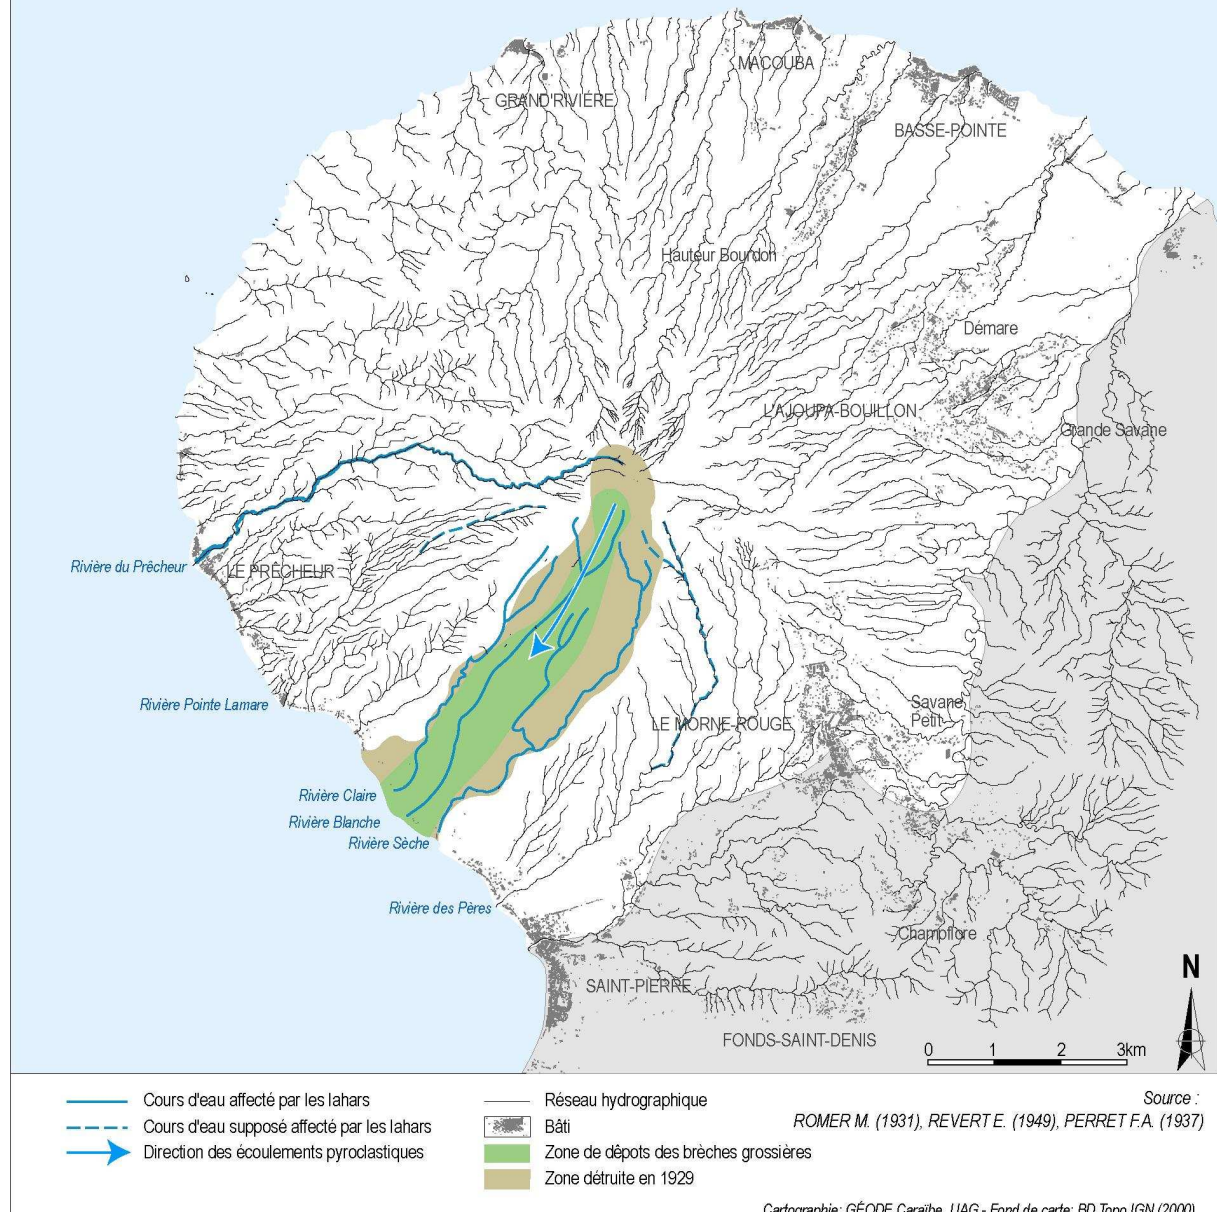 MACOUBA
GRAND'RIVIÈRE
BASSE-POINTE
Hauteur Bourdon
Démare
L'AJOUPA-BOUILLON
Grande Savane
Rivière du Prêcheur
LE PRÊCHEUR
Rivière Pointe Lamare
LE MORNE-ROUGE
Savane
Petit
Rivière Claire
Rivière Blanche
Rivière Sèche
Rivière des Pères
Champflore
SAINT-PIERRE
FONDS-SAINT-DENIS
N
0 1 2 3km
Cours d'eau affecté par les lahars
Cours d'eau supposé affecté par les lahars
Direction des écoulements pyroclastiques
Réseau hydrographique
Bâti
Zone de dépots des brèches grossières
Zone détruite en 1929
Source :
ROMER M. (1931), REVERT E. (1949), PERRET F.A. (1937)
Cartographie: GÉODE Caraïbe, UAG - Fond de carte: BD Topo IGN (2000)